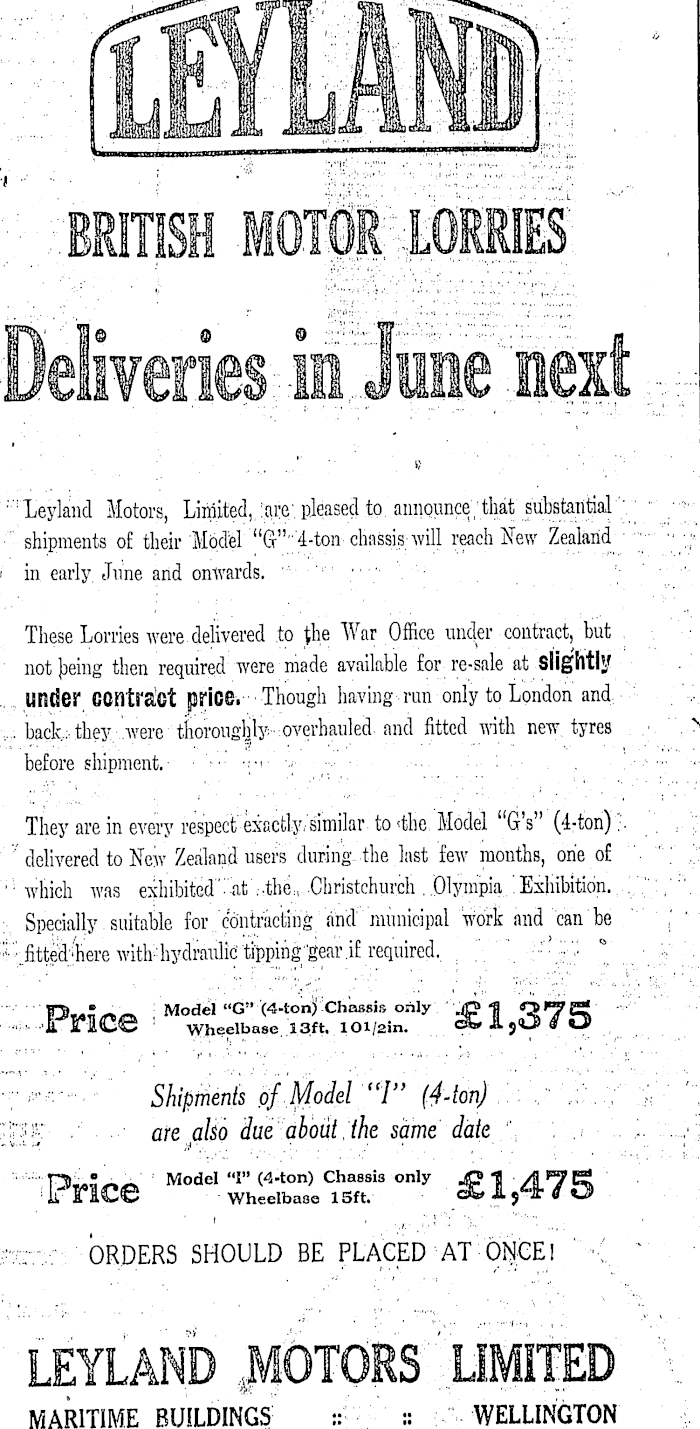 LEYLAND
BRITISH MOTOR LORRIES
Deliveries in June next
Leyland Motors, Limited, are pleased to announce that substantial
shipments of their Model "G" 4-ton chassis will reach New Zealand
in early June and onwards.
These Lorries were delivered to the War Office under contract, but
not being then required were made available for re-sale at slightly
under contract price. Though having run only to London and
back they were thoroughly overhauled and fitted with new tyres
before shipment.
They are in every respect exactly similar to the Model "G's" (4-ton)
delivered to New Zealand users during the last few months, one of
which was exhibited at the Christchurch Olympia Exhibition.
Specially suitable for contracting and municipal work and can be
fitted here with hydraulic tipping gear if required.
Price Model "G" (4-ton) Chassis only £1,375
Wheelbase 13ft. 101/2in.
Shipments of Model "I" (4-ton)
are also due about the same date
Price Model "I" (4-ton) Chassis only £1,475
Wheelbase 15ft.
ORDERS SHOULD BE PLACED AT ONCE!
LEYLAND MOTORS LIMITED
MARITIME BUILDINGS :: :: WELLINGTON